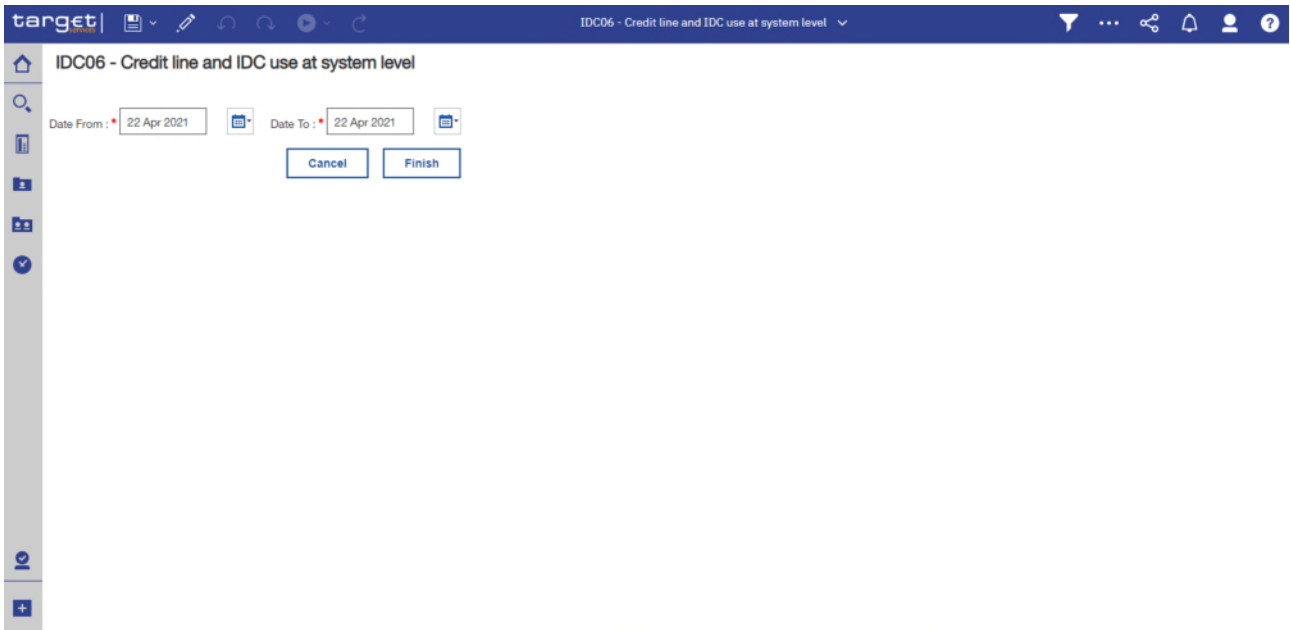 target| services IDC06 - Credit line and IDC use at system level
IDC06 - Credit line and IDC use at system level
Date From : * 22 Apr 2021 Date To : * 22 Apr 2021
Cancel Finish